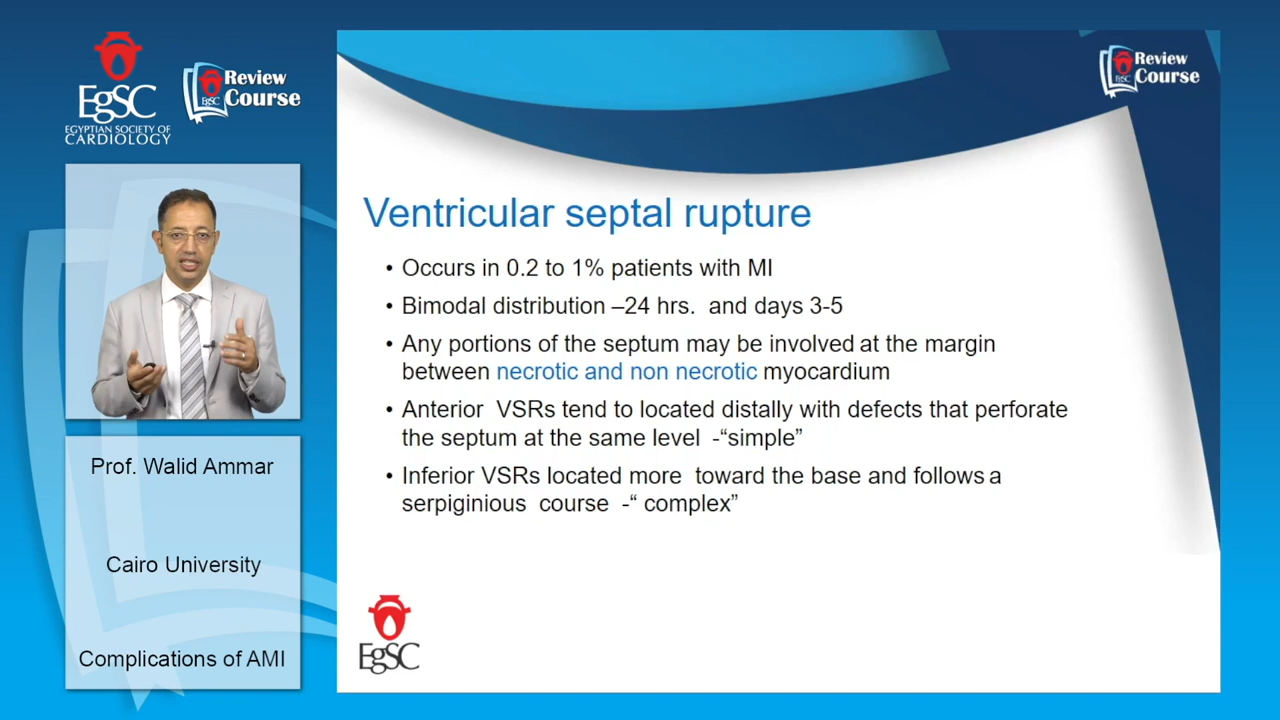 EgSC
EGYPTIAN SOCIETY OF
CARDIOLOGY
EgSC
Review
Course
EgSC
Review
Course
Ventricular septal rupture
• Occurs in 0.2 to 1% patients with MI
• Bimodal distribution –24 hrs. and days 3-5
• Any portions of the septum may be involved at the margin
between necrotic and non necrotic myocardium
• Anterior VSRs tend to located distally with defects that perforate
the septum at the same level -“simple”
• Inferior VSRs located more toward the base and follows a
serpiginious course -“ complex”
Prof. Walid Ammar
Cairo University
Complications of AMI
EgSC